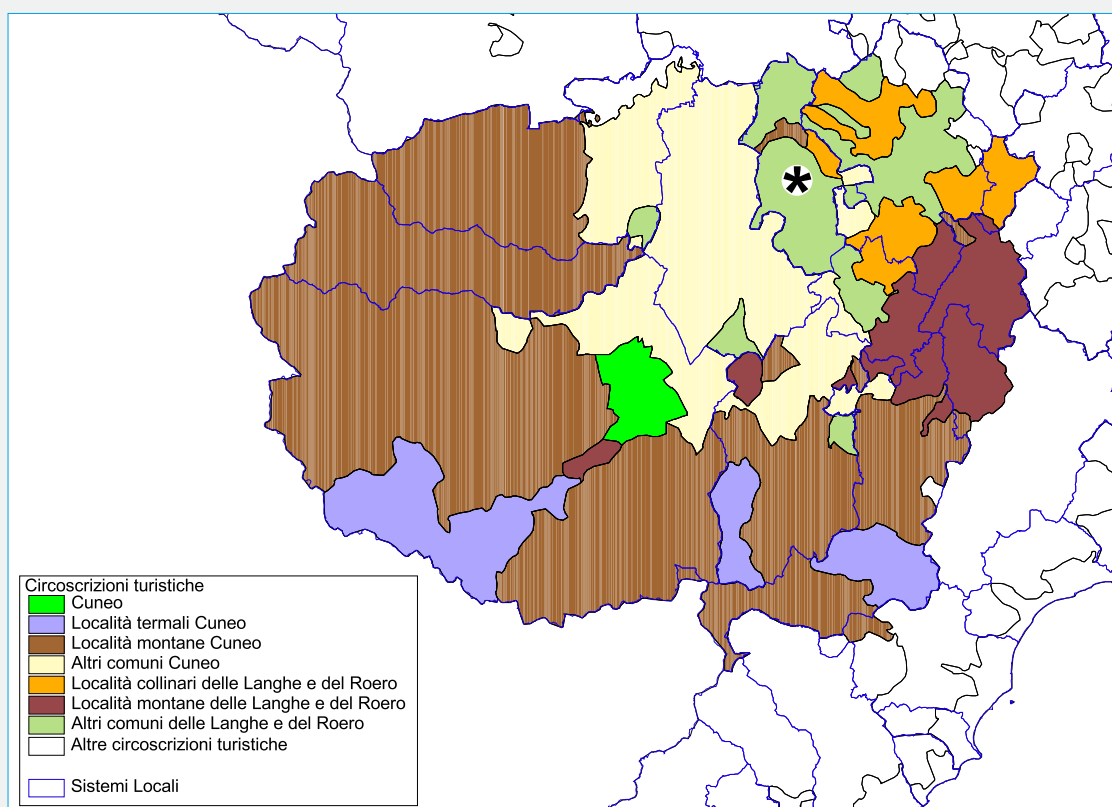 *
Circoscrizioni turistiche
Cuneo
Località termali Cuneo
Località montane Cuneo
Altri comuni Cuneo
Località collinari delle Langhe e del Roero
Località montane delle Langhe e del Roero
Altri comuni delle Langhe e del Roero
Altre circoscrizioni turistiche
Sistemi Locali